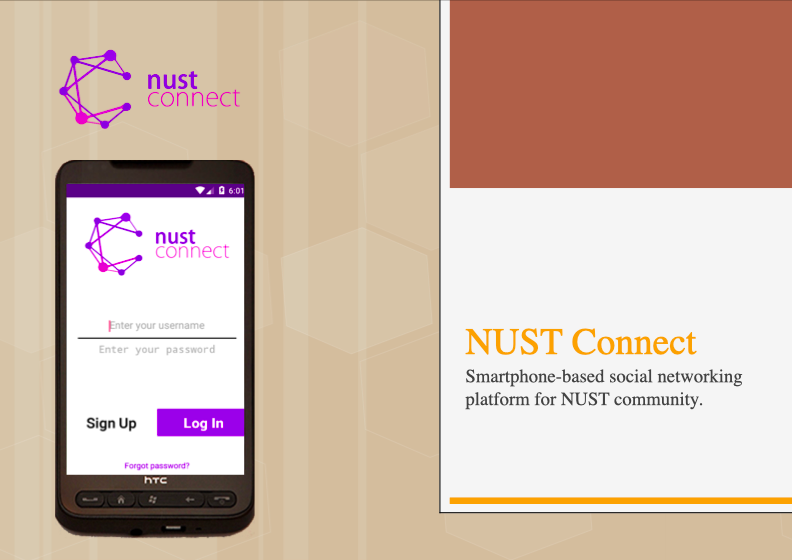 nust
connect
6:01
nust
connect
Enter your username
Enter your password
Sign Up
Log In
Forgot password?
hTC
NUST Connect
Smartphone-based social networking
platform for NUST community.